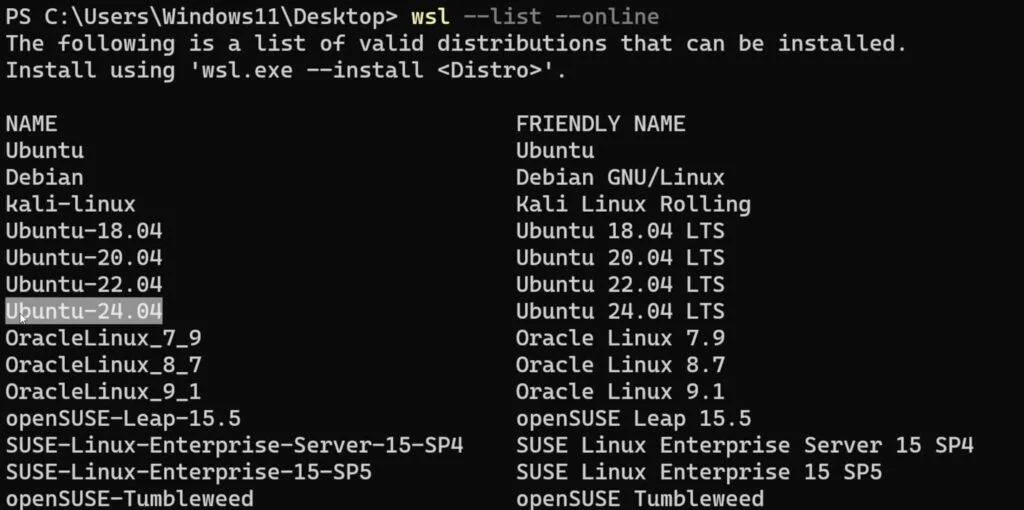 PS C:\Users\Windows11\Desktop> wsl --list --online
The following is a list of valid distributions that can be installed.
Install using 'wsl.exe --install <Distro>'.
NAME FRIENDLY NAME
Ubuntu Ubuntu
Debian Debian GNU/Linux
kali-linux Kali Linux Rolling
Ubuntu-18.04 Ubuntu 18.04 LTS
Ubuntu-20.04 Ubuntu 20.04 LTS
Ubuntu-22.04 Ubuntu 22.04 LTS
Ubuntu-24.04 Ubuntu 24.04 LTS
OracleLinux_7_9 Oracle Linux 7.9
OracleLinux_8_7 Oracle Linux 8.7
OracleLinux_9_1 Oracle Linux 9.1
openSUSE-Leap-15.5 openSUSE Leap 15.5
SUSE-Linux-Enterprise-Server-15-SP4 SUSE Linux Enterprise Server 15 SP4
SUSE-Linux-Enterprise-15-SP5 SUSE Linux Enterprise 15 SP5
openSUSE-Tumbleweed openSUSE Tumbleweed